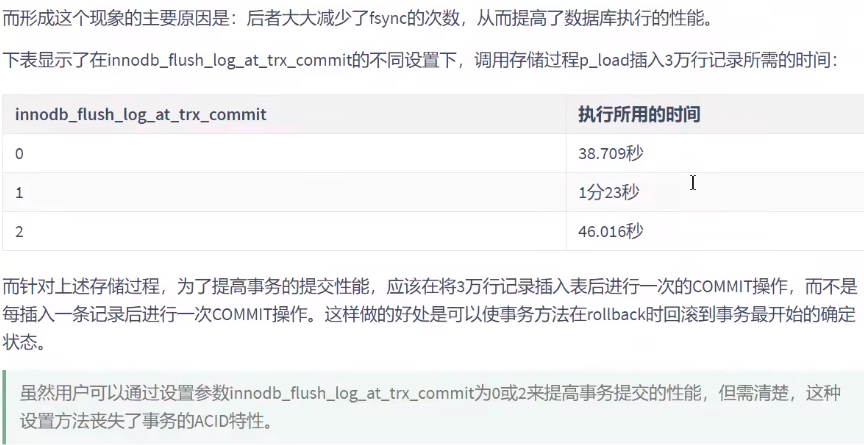 而形成这个现象的主要原因是：后者大大减少了fsync的次数，从而提高了数据库执行的性能。
下表显示了在innodb_flush_log_at_trx_commit的不同设置下，调用存储过程p_load插入3万行记录所需的时间：
innodb_flush_log_at_trx_commit 执行所用的时间
0 38.709秒
1 1分23秒
2 46.016秒
而针对上述存储过程，为了提高事务的提交性能，应该在将3万行记录插入表后进行一次的COMMIT操作，而不是
每插入一条记录后进行一次COMMIT操作。这样做的好处是可以使事务方法在rollback时回滚到事务最开始的确定
状态。
虽然用户可以通过设置参数innodb_flush_log_at_trx_commit为0或2来提高事务提交的性能，但需清楚，这种
设置方法丧失了事务的ACID特性。